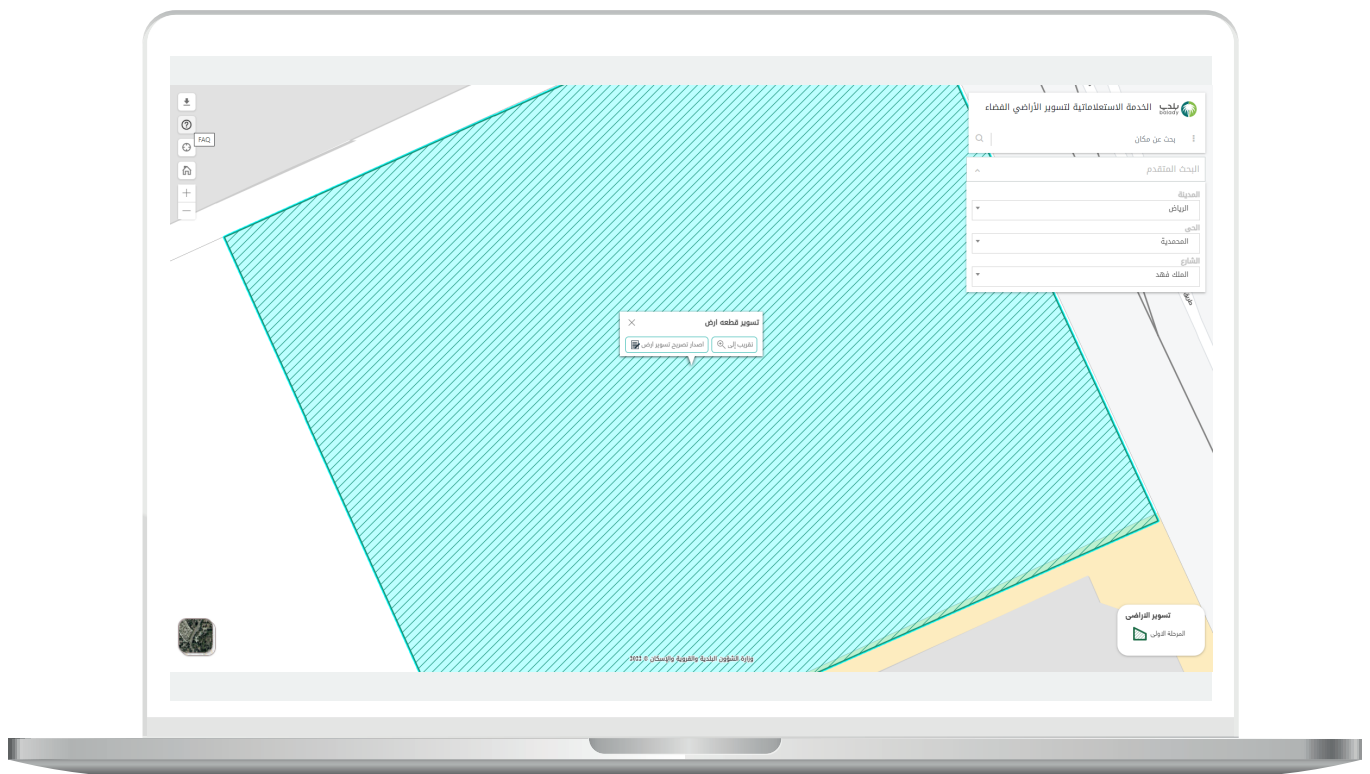 بلدي
balady
الخدمة الاستعلاماتية لتسوير الأراضي الفضاء
بحث عن مكان
البحث المتقدم
المدينة
الرياض
الحى
المحمدية
الشارع
الملك فهد
FAQ
تسوير قطعه ارض
تقريب إلى
اصدار تصريح تسوير ارض
طريق
تسوير الاراضى
المرحلة الاولى
وزارة الشؤون البلدية والقروية والإسكان © 2022